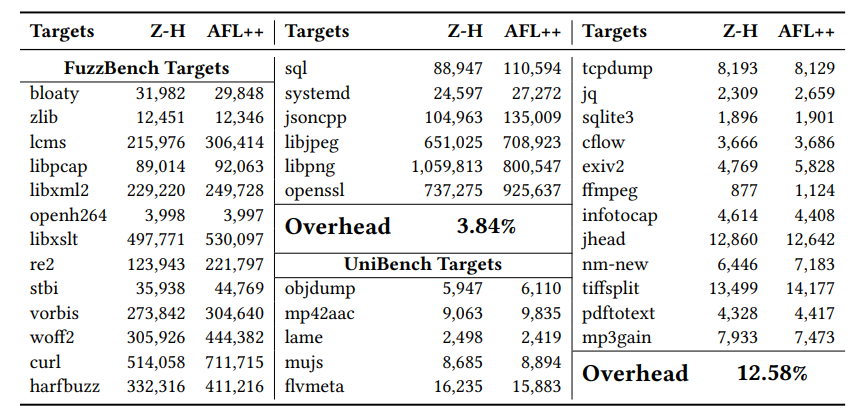 Targets Z-H AFL++
FuzzBench Targets
bloaty 31,982 29,848
zlib 12,451 12,346
lcms 215,976 306,414
libpcap 89,014 92,063
libxml2 229,220 249,728
openh264 3,998 3,997
libxslt 497,771 530,097
re2 123,943 221,797
stbi 35,938 44,769
vorbis 273,842 304,640
woff2 305,926 444,382
curl 514,058 711,715
harfbuzz 332,316 411,216
Targets Z-H AFL++
sql 88,947 110,594
systemd 24,597 27,272
jsoncpp 104,963 135,009
libjpeg 651,025 708,923
libpng 1,059,813 800,547
openssl 737,275 925,637
Overhead 3.84%
UniBench Targets
objdump 5,947 6,110
mp42aac 9,063 9,835
lame 2,498 2,419
mujs 8,685 8,894
flvmeta 16,235 15,883
Targets Z-H AFL++
tcpdump 8,193 8,129
jq 2,309 2,659
sqlite3 1,896 1,901
cflow 3,666 3,686
exiv2 4,769 5,828
ffmpeg 877 1,124
infotocap 4,614 4,408
jhead 12,860 12,642
nm-new 6,446 7,183
tiffsplit 13,499 14,177
pdftotext 4,328 4,417
mp3gain 7,933 7,473
Overhead 12.58%